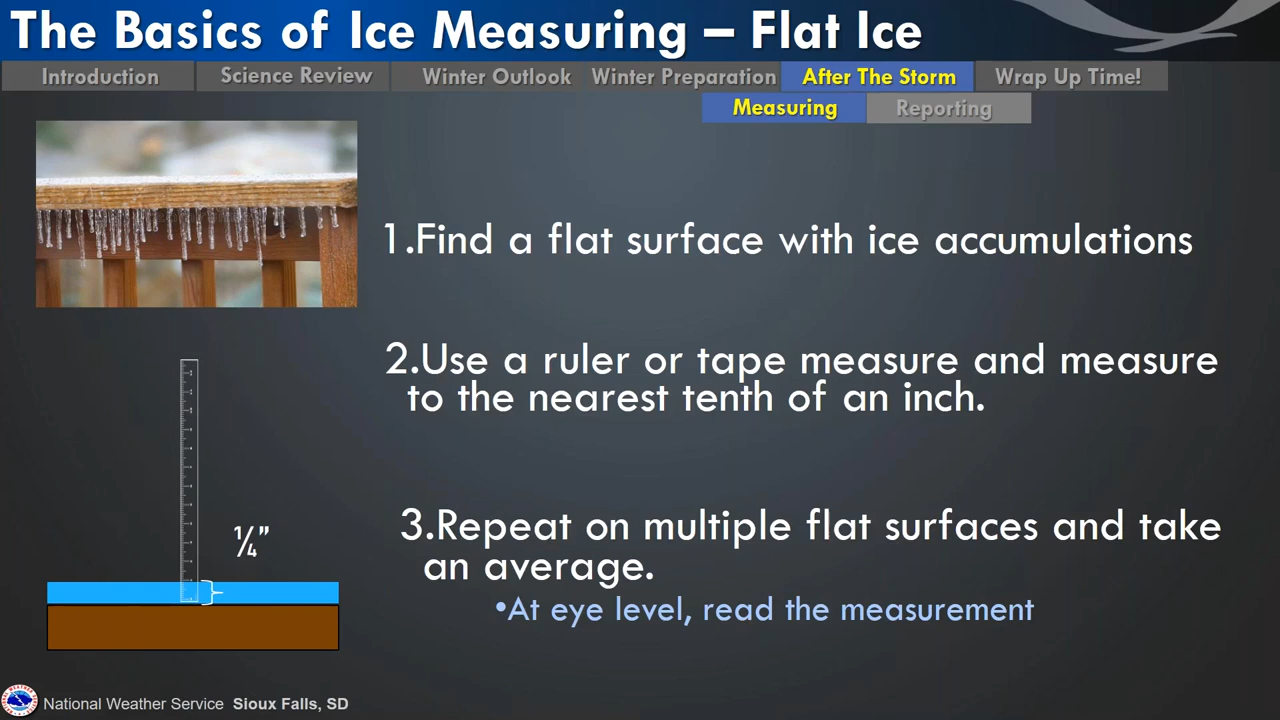 The Basics of Ice Measuring – Flat Ice
Introduction
Science Review
Winter Outlook
Winter Preparation
After The Storm
Wrap Up Time!
Measuring
Reporting
1.Find a flat surface with ice accumulations
2.Use a ruler or tape measure and measure
to the nearest tenth of an inch.
¼”
3.Repeat on multiple flat surfaces and take
an average.
•At eye level, read the measurement
National Weather Service Sioux Falls, SD